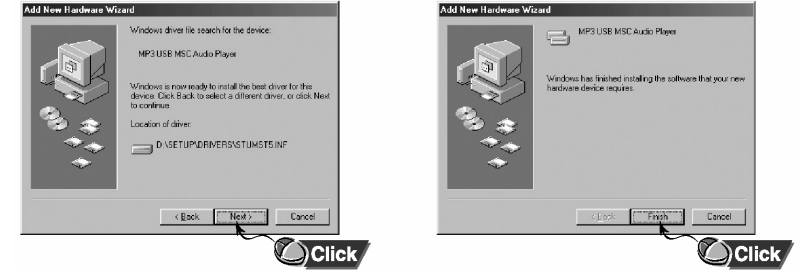 Add New Hardware Wizard
Windows driver file search for the device:
MP3 USB MSC Audio Player
Windows is now ready to install the best driver for this
device. Click Back to select a different driver, or click Next
to continue.
Location of driver:
D:\SETUP\DRIVERS\STUMST5.INF
< Back
Next >
Cancel
Click
Add New Hardware Wizard
MP3 USB MSC Audio Player
Windows has finished installing the software that your new
hardware device requires.
< Back
Finish
Cancel
Click